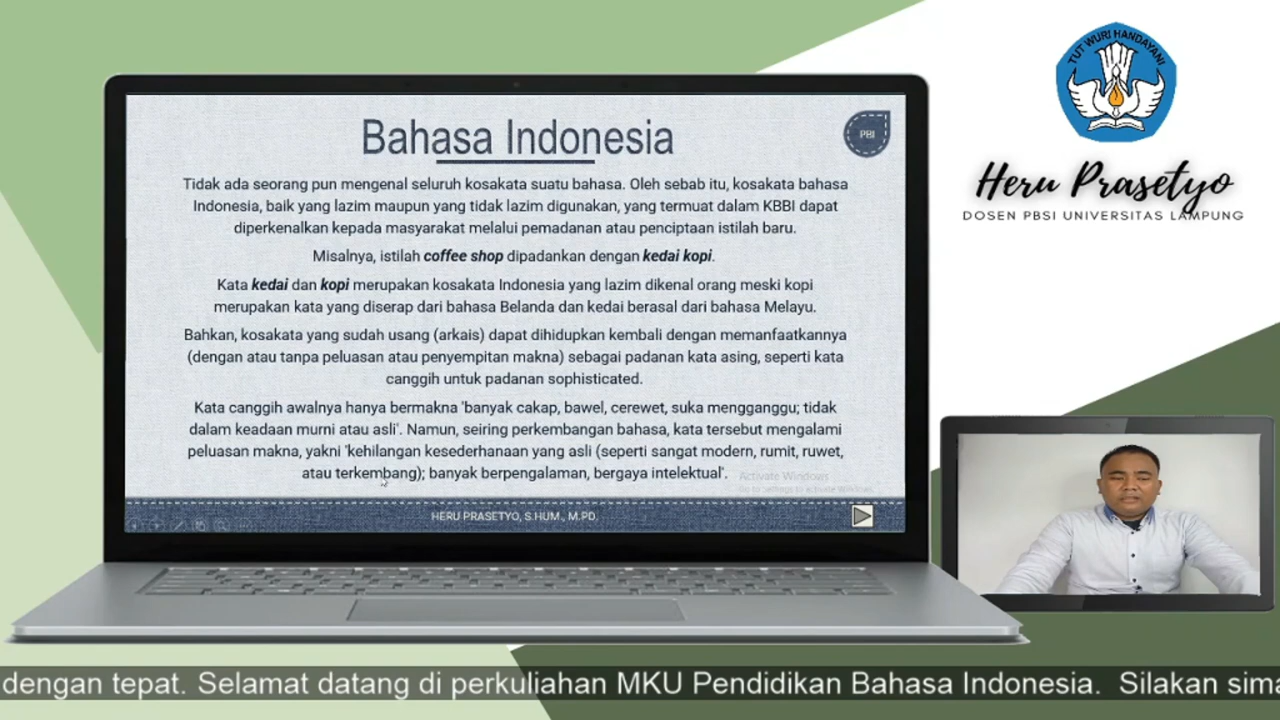 TUT WURI HANDAYANI
Heru Prasetyo
DOSEN PBSI UNIVERSITAS LAMPUNG
Bahasa Indonesia
PBI
Tidak ada seorang pun mengenal seluruh kosakata suatu bahasa. Oleh sebab itu, kosakata bahasa
Indonesia, baik yang lazim maupun yang tidak lazim digunakan, yang termuat dalam KBBI dapat
diperkenalkan kepada masyarakat melalui pemadanan atau penciptaan istilah baru.
Misalnya, istilah coffee shop dipadankan dengan kedai kopi.
Kata kedai dan kopi merupakan kosakata Indonesia yang lazim dikenal orang meski kopi
merupakan kata yang diserap dari bahasa Belanda dan kedai berasal dari bahasa Melayu.
Bahkan, kosakata yang sudah usang (arkais) dapat dihidupkan kembali dengan memanfaatkannya
(dengan atau tanpa peluasan atau penyempitan makna) sebagai padanan kata asing, seperti kata
canggih untuk padanan sophisticated.
Kata canggih awalnya hanya bermakna 'banyak cakap, bawel, cerewet, suka mengganggu; tidak
dalam keadaan murni atau asli'. Namun, seiring perkembangan bahasa, kata tersebut mengalami
peluasan makna, yakni 'kehilangan kesederhanaan yang asli (seperti sangat modern, rumit, ruwet,
atau terkembang); banyak berpengalaman, bergaya intelektual'.
Activate Windows
Go to Settings to activate Windows.
HERU PRASETYO, S.HUM., M.PD.
dengan tepat. Selamat datang di perkuliahan MKU Pendidikan Bahasa Indonesia. Silakan sima